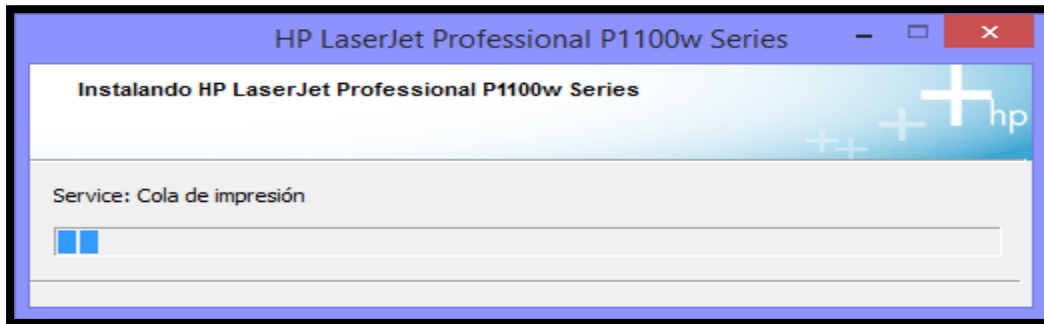 HP LaserJet Professional P1100w Series
Instalando HP LaserJet Professional P1100w Series
hp
Service: Cola de impresión